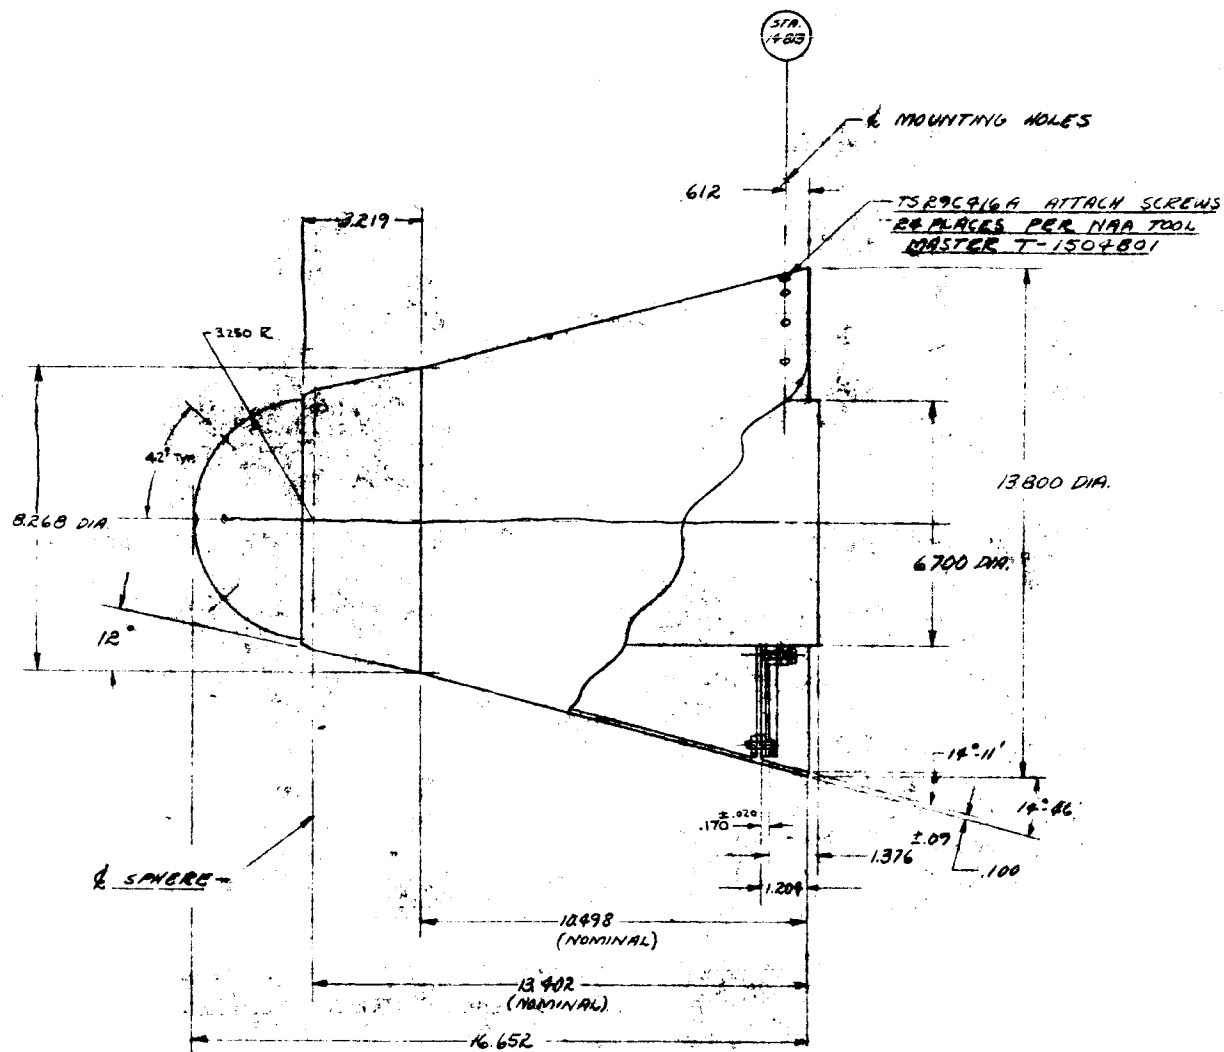 STA.
14813
℄ MOUNTING HOLES
.612
TS29C416A ATTACH SCREWS
24 PLACES PER NAA TOOL
MASTER T-1504801
3.219
3.250 R
42° TYP.
8.268 DIA.
13.800 DIA.
6.700 DIA.
12°
14°-11'
14°-46'
.170 ±.020
1.376 ±.09
.100
1.204
℄ SPHERE
10.498
(NOMINAL)
13.402
(NOMINAL)
16.652